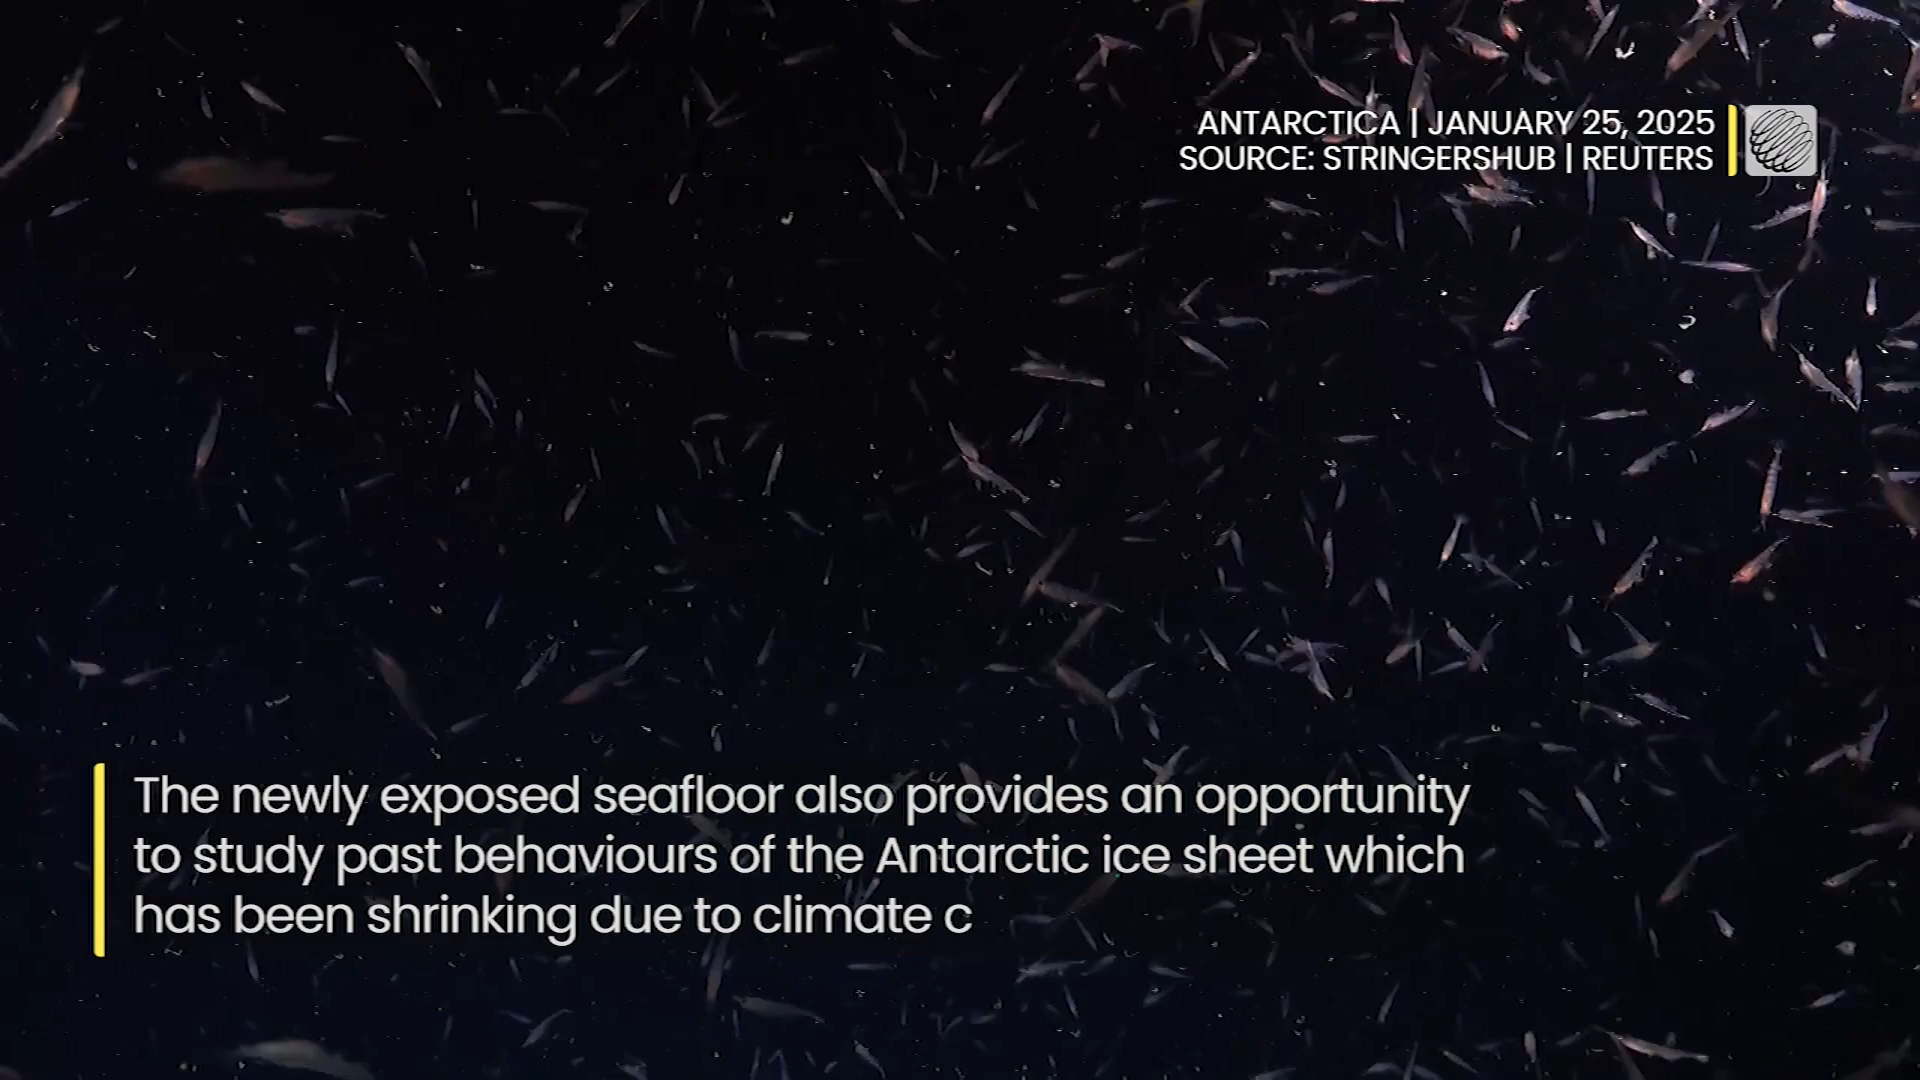 ANTARCTICA | JANUARY 25, 2025
SOURCE: STRINGERSHUB | REUTERS
The newly exposed seafloor also provides an opportunity
to study past behaviours of the Antarctic ice sheet which
has been shrinking due to climate c